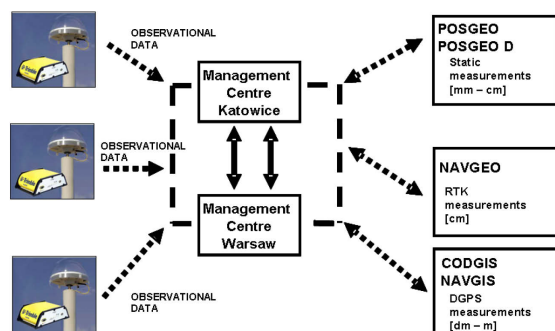 OBSERVATIONAL
DATA
Management
Centre
Katowice
POSGEO
POSGEO D
Static
measurements
[mm – cm]
OBSERVATIONAL
DATA
NAVGEO
RTK
measurements
[cm]
Management
Centre
Warsaw
OBSERVATIONAL
DATA
CODGIS
NAVGIS
DGPS
measurements
[dm - m]